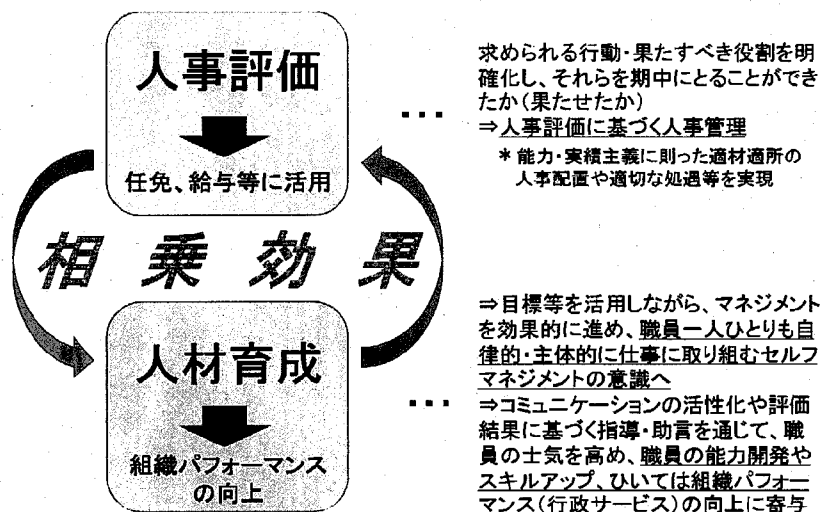 人事評価
任免、給与等に活用
・・・
求められる行動・果たすべき役割を明
確化し、それらを期中にとることができ
たか(果たせたか)
⇒人事評価に基づく人事管理
＊能力・実績主義に則った適材適所の
人事配置や適切な処遇等を実現
相乗効果
人材育成
組織パフォーマンス
の向上
・・・
⇒目標等を活用しながら、マネジメント
を効果的に進め、職員一人ひとりも自
律的・主体的に仕事に取り組むセルフ
マネジメントの意識へ
⇒コミュニケーションの活性化や評価
結果に基づく指導・助言を通じて、職
員の士気を高め、職員の能力開発や
スキルアップ、ひいては組織パフォー
マンス(行政サービス)の向上に寄与